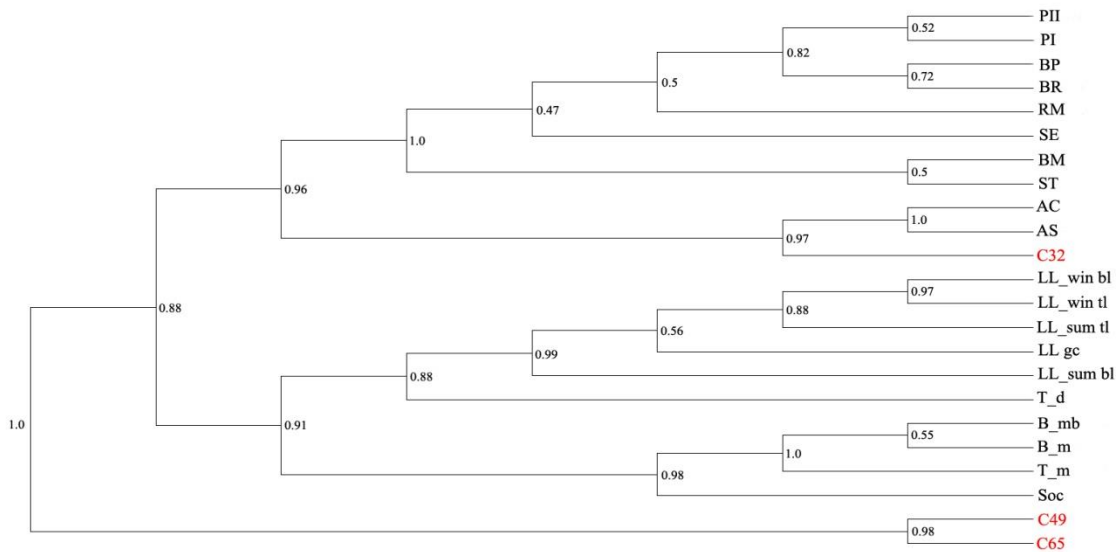 PII
0.52
PI
0.82
BP
0.72
BR
0.5
RM
0.47
SE
1.0
BM
0.5
ST
0.96
AC
1.0
AS
0.97
C32
0.88
LL_win bl
0.97
LL_win tl
0.88
LL_sum tl
0.56
LL gc
0.99
LL_sum bl
0.88
T_d
0.91
B_mb
0.55
B_m
1.0
T_m
0.98
Soc
1.0
C49
0.98
C65